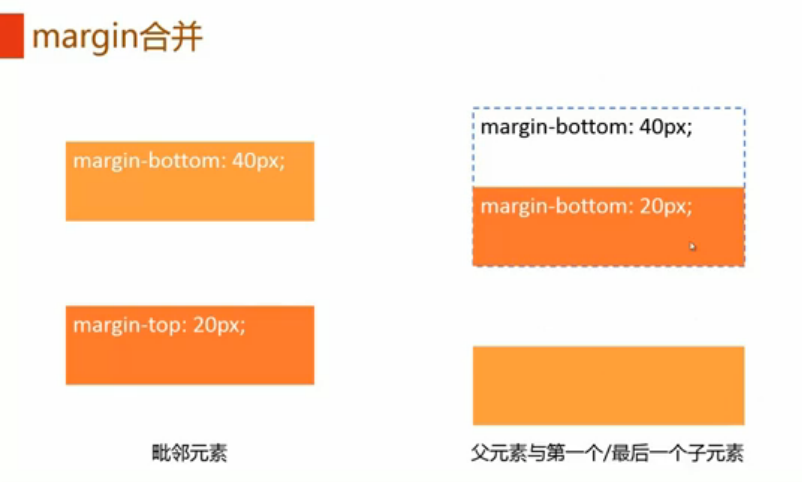 margin合并
margin-bottom: 40px;
margin-top: 20px;
毗邻元素
margin-bottom: 40px;
margin-bottom: 20px;
父元素与第一个/最后一个子元素